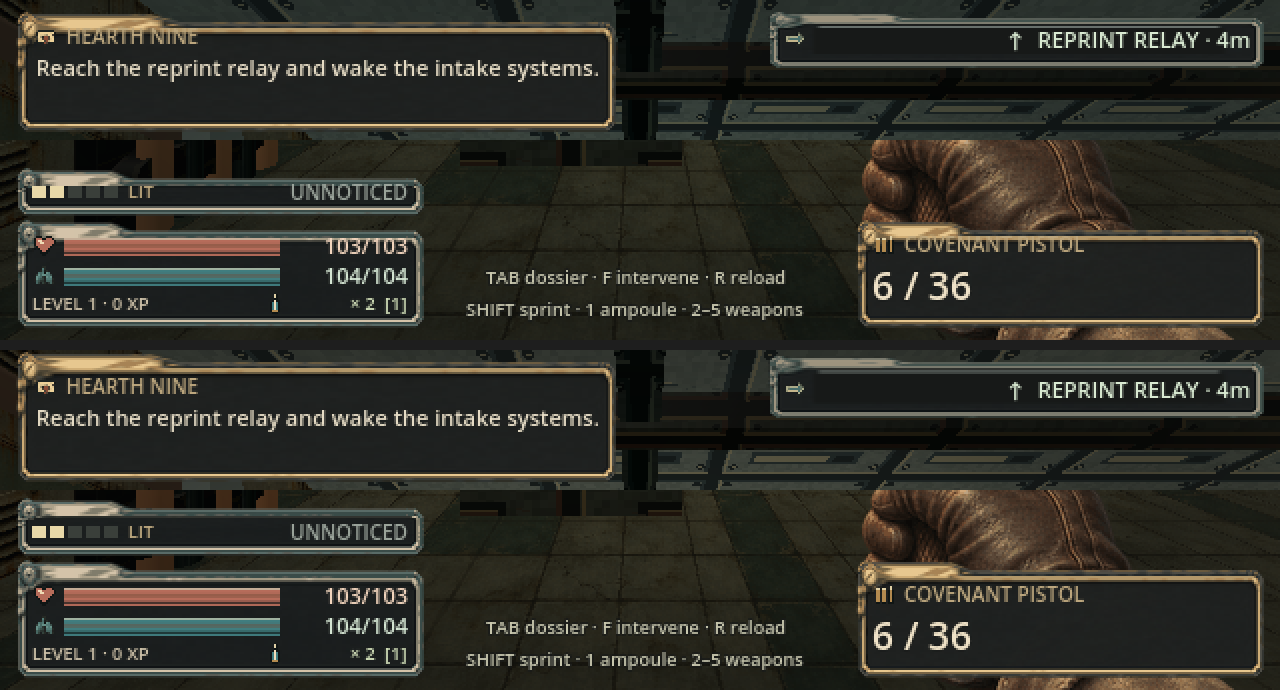 HEARTH NINE
Reach the reprint relay and wake the intake systems.
↑ REPRINT RELAY · 4m
LIT UNNOTICED
103/103
104/104
LEVEL 1 · 0 XP × 2 [1]
TAB dossier · F intervene · R reload
SHIFT sprint · 1 ampoule · 2–5 weapons
COVENANT PISTOL
6 / 36
HEARTH NINE
Reach the reprint relay and wake the intake systems.
↑ REPRINT RELAY · 4m
LIT UNNOTICED
103/103
104/104
LEVEL 1 · 0 XP × 2 [1]
TAB dossier · F intervene · R reload
SHIFT sprint · 1 ampoule · 2–5 weapons
COVENANT PISTOL
6 / 36